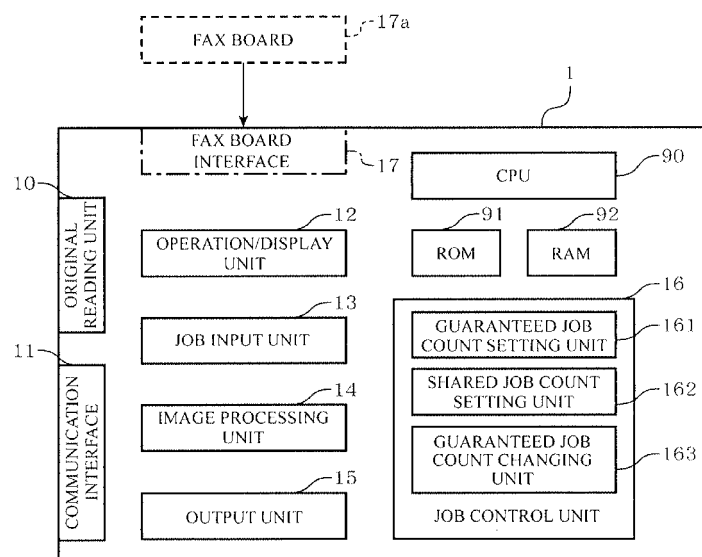 FAX BOARD
17a
1
FAX BOARD
INTERFACE
17
CPU
90
10
ORIGINAL
READING UNIT
12
OPERATION/DISPLAY
UNIT
91
ROM
92
RAM
13
JOB INPUT UNIT
16
GUARANTEED JOB
COUNT SETTING UNIT
161
11
COMMUNICATION
INTERFACE
14
IMAGE PROCESSING
UNIT
SHARED JOB COUNT
SETTING UNIT
162
GUARANTEED JOB
COUNT CHANGING
UNIT
163
15
OUTPUT UNIT
JOB CONTROL UNIT